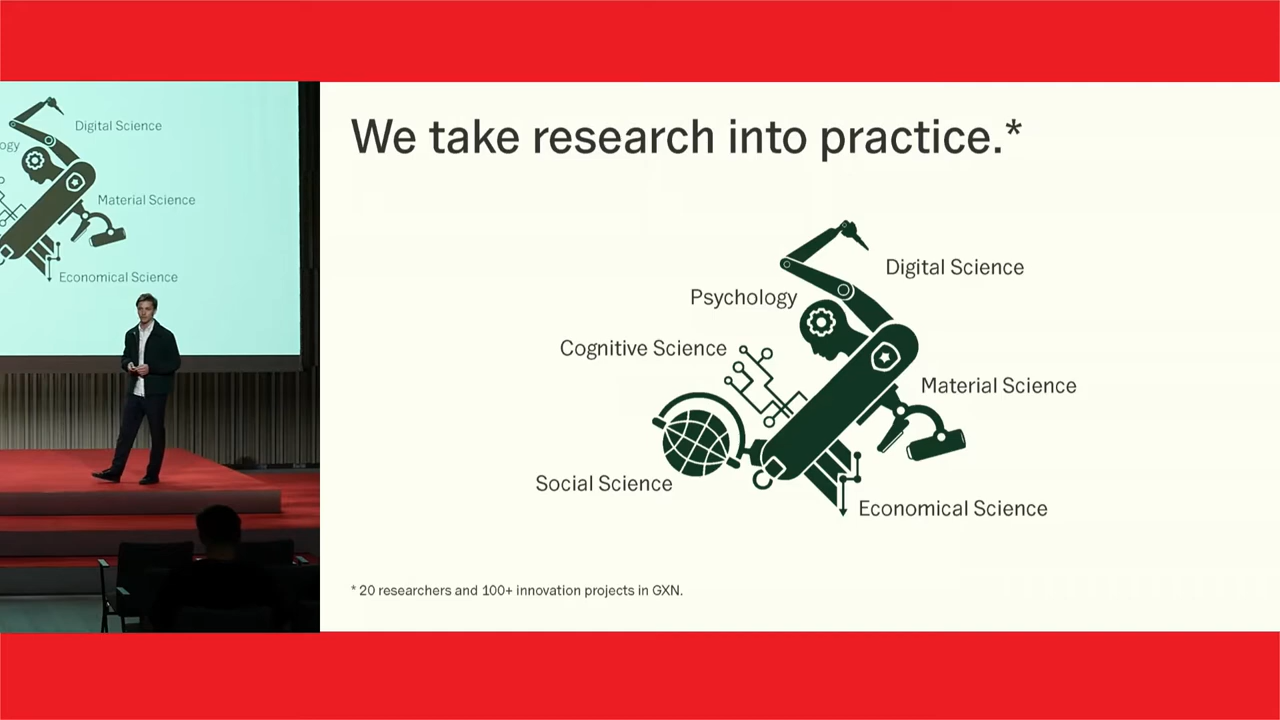 We take research into practice.*
Digital Science
Psychology
Cognitive Science
Material Science
Social Science
Economical Science
* 20 researchers and 100+ innovation projects in GXN.
Digital Science
ogy
Material Science
Economical Science